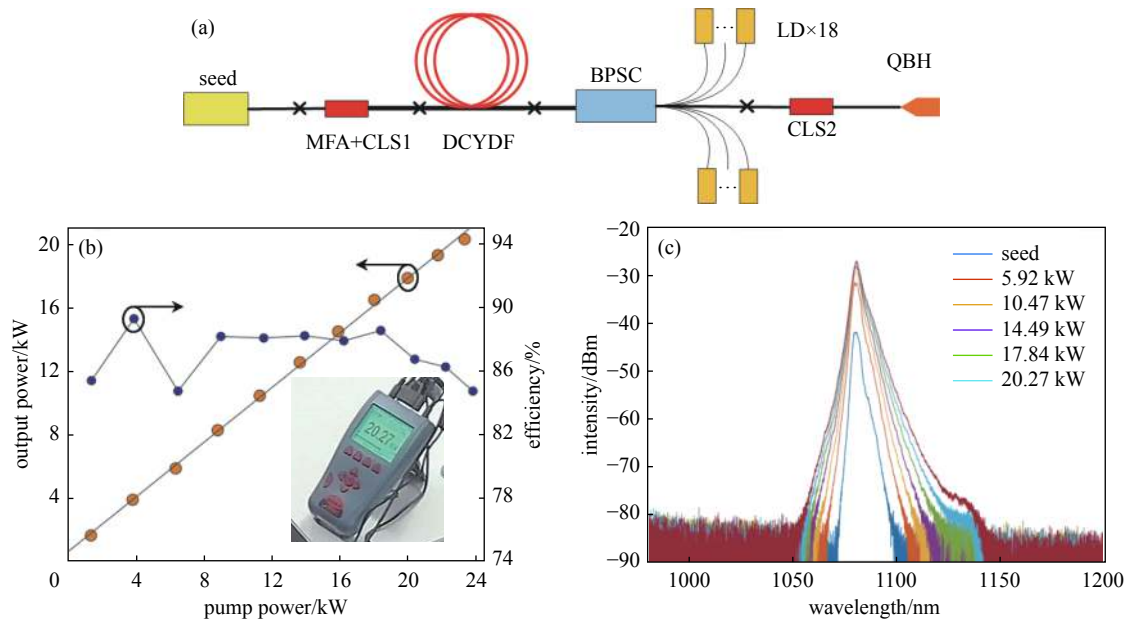 (a)
LD×18
QBH
seed
BPSC
MFA+CLS1
DCYDF
CLS2
(b)
20
16
12
8
4
0
output power/kW
94
90
86
82
78
74
efficiency/%
20.27
0
4
8
12
16
20
24
pump power/kW
(c)
−20
−30
−40
−50
−60
−70
−80
−90
intensity/dBm
seed
5.92 kW
10.47 kW
14.49 kW
17.84 kW
20.27 kW
1000
1050
1100
1150
1200
wavelength/nm